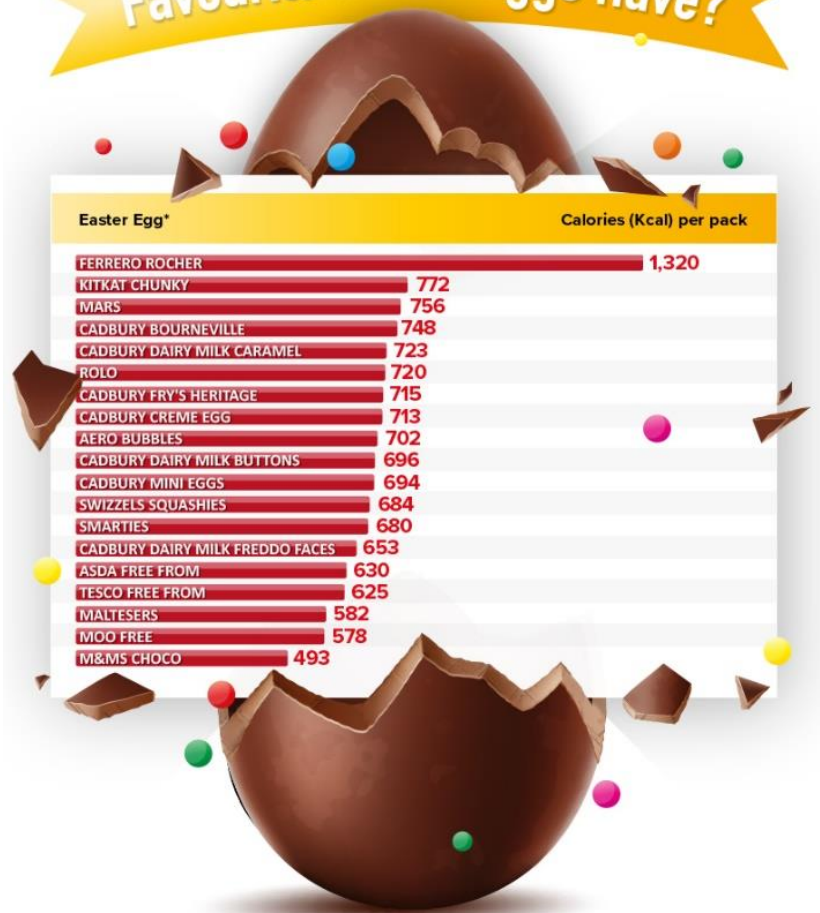 Have?
Easter Egg* Calories (Kcal) per pack
FERRERO ROCHER 1,320
KITKAT CHUNKY 772
MARS 756
CADBURY BOURNEVILLE 748
CADBURY DAIRY MILK CARAMEL 723
ROLO 720
CADBURY FRY'S HERITAGE 715
CADBURY CREME EGG 713
AERO BUBBLES 702
CADBURY DAIRY MILK BUTTONS 696
CADBURY MINI EGGS 694
SWIZZELS SQUASHIES 684
SMARTIES 680
CADBURY DAIRY MILK FREDDO FACES 653
ASDA FREE FROM 630
TESCO FREE FROM 625
MALTESERS 582
MOO FREE 578
M&MS CHOCO 493